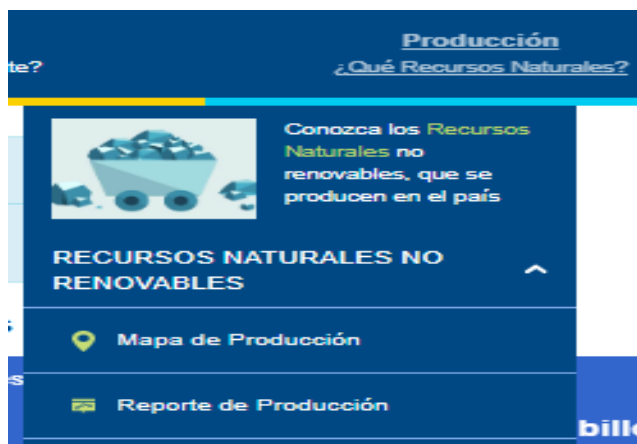 Producción
te?
¿Qué Recursos Naturales?
Conozca los Recursos
Naturales no
renovables, que se
producen en el país
RECURSOS NATURALES NO
RENOVABLES
Mapa de Producción
Reporte de Producción